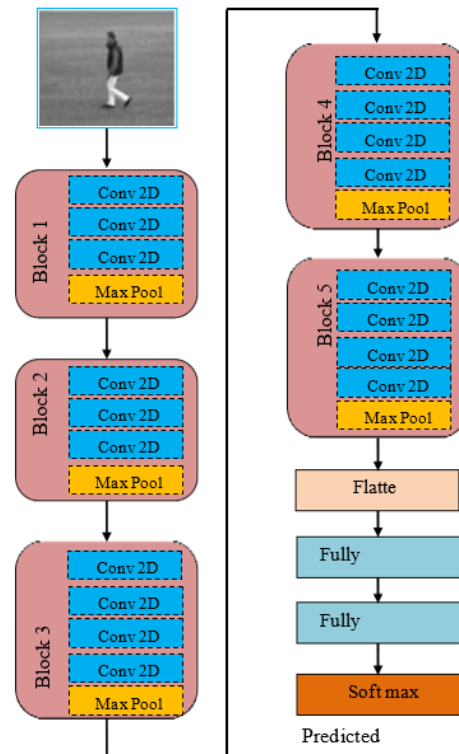 Block 1
Conv 2D
Conv 2D
Conv 2D
Max Pool
Block 2
Conv 2D
Conv 2D
Conv 2D
Max Pool
Block 3
Conv 2D
Conv 2D
Conv 2D
Conv 2D
Max Pool
Block 4
Conv 2D
Conv 2D
Conv 2D
Conv 2D
Max Pool
Block 5
Conv 2D
Conv 2D
Conv 2D
Conv 2D
Max Pool
Flatte
Fully
Fully
Soft max
Predicted